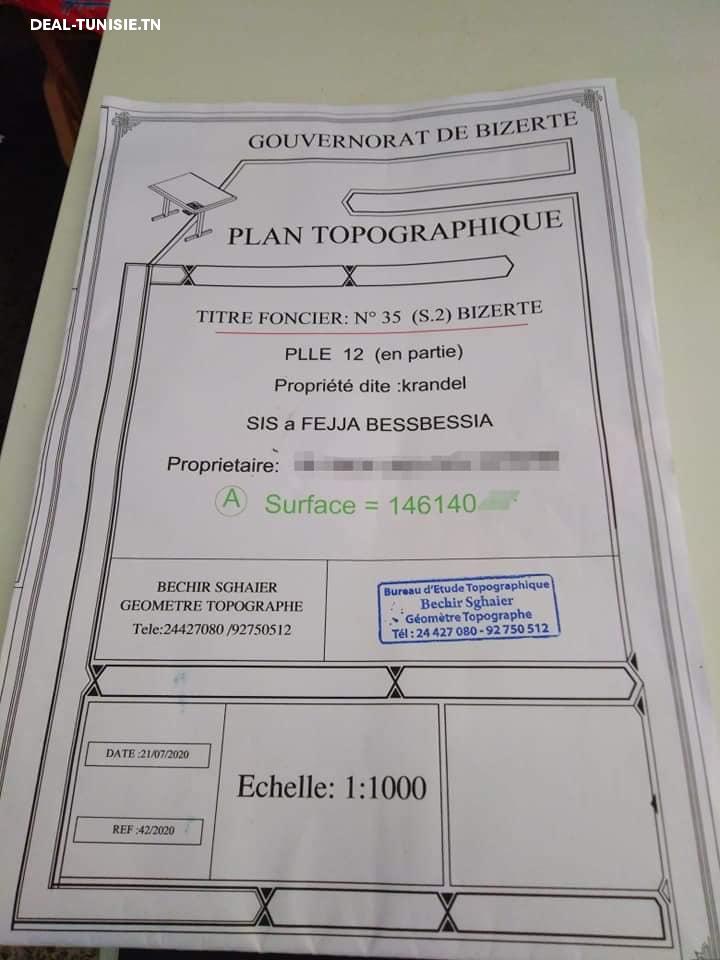 DEAL-TUNISIE.TN
GOUVERNORAT DE BIZERTE
PLAN TOPOGRAPHIQUE
TITRE FONCIER: N° 35 (S.2) BIZERTE
PLLE 12 (en partie)
Propriété dite :krandel
SIS a FEJJA BESSBESSIA
Proprietaire:
A Surface = 146140
BECHIR SGHAIER
GEOMETRE TOPOGRAPHE
Tele:24427080 /92750512
Bureau d'Etude Topographique
Bechir Sghaier
Géomètre Topographe
Tél : 24 427 080 - 92 750 512
DATE :21/07/2020
REF :42/2020
Echelle: 1:1000